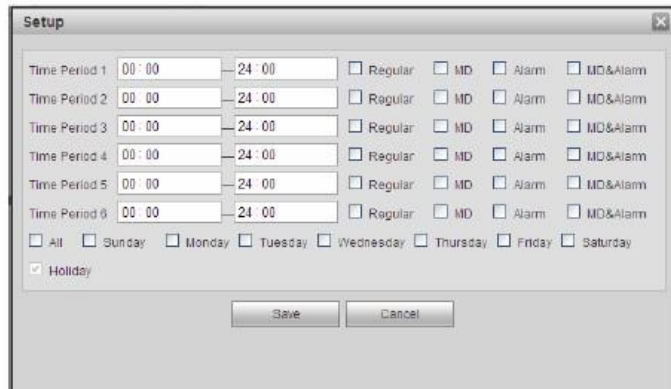 Setup
Time Period 1 00:00 — 24:00 Regular MD Alarm MD&Alarm
Time Period 2 00:00 — 24:00 Regular MD Alarm MD&Alarm
Time Period 3 00:00 — 24:00 Regular MD Alarm MD&Alarm
Time Period 4 00:00 — 24:00 Regular MD Alarm MD&Alarm
Time Period 5 00:00 — 24:00 Regular MD Alarm MD&Alarm
Time Period 6 00:00 — 24:00 Regular MD Alarm MD&Alarm
All Sunday Monday Tuesday Wednesday Thursday Friday Saturday
Holiday
Save Cancel